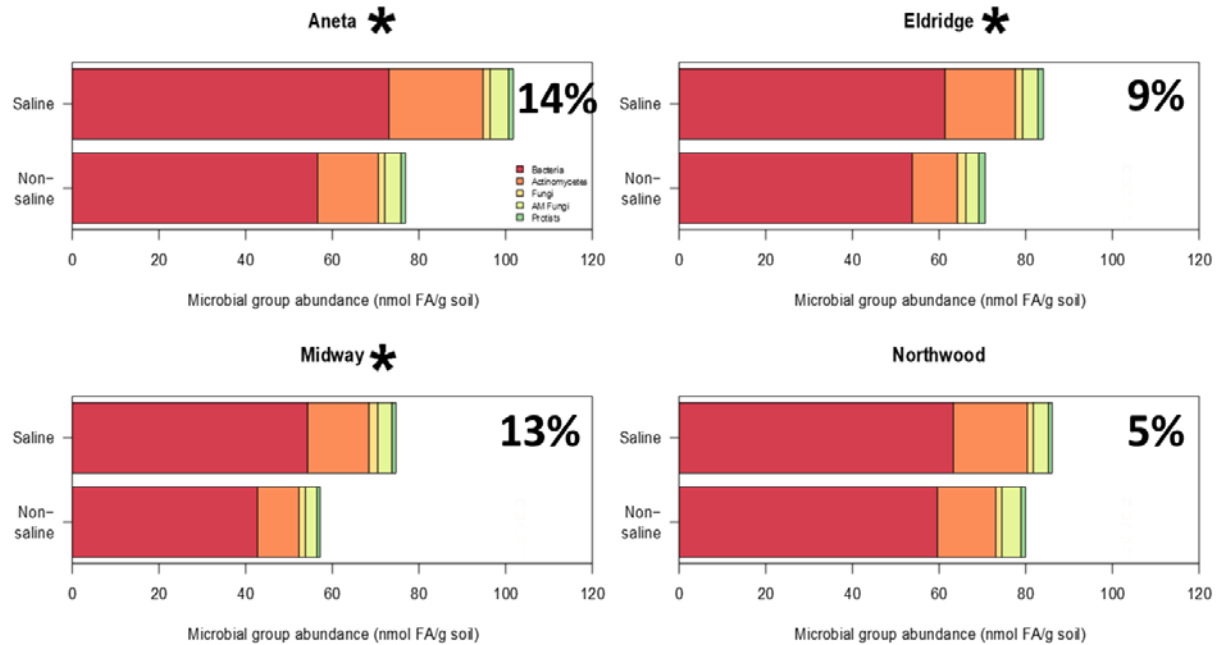 Aneta *
Saline
14%
Non-
saline
Bacteria
Actinomycetes
Fungi
AM Fungi
Protists
0 20 40 60 80 100 120
Microbial group abundance (nmol FA/g soil)
Eldridge *
Saline
9%
Non-
saline
0 20 40 60 80 100 120
Microbial group abundance (nmol FA/g soil)
Midway *
Saline
13%
Non-
saline
0 20 40 60 80 100 120
Microbial group abundance (nmol FA/g soil)
Northwood
Saline
5%
Non-
saline
0 20 40 60 80 100 120
Microbial group abundance (nmol FA/g soil)